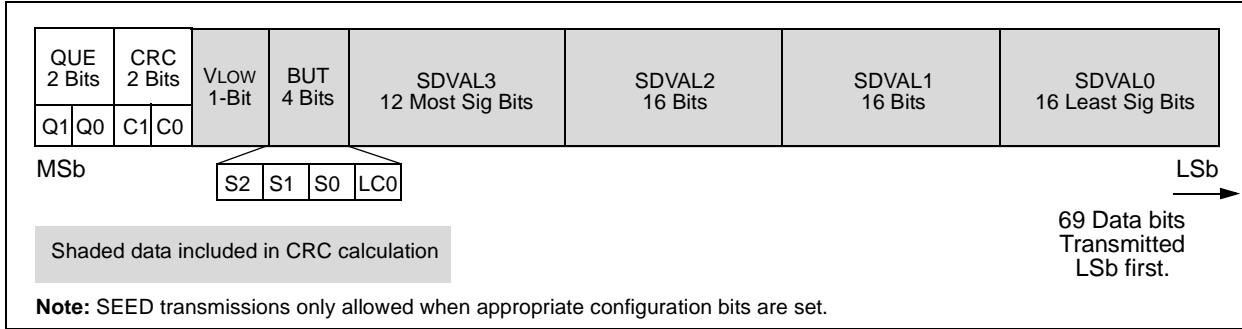 QUE
2 Bits
CRC
2 Bits
VLOW
1-Bit
BUT
4 Bits
SDVAL3
12 Most Sig Bits
SDVAL2
16 Bits
SDVAL1
16 Bits
SDVAL0
16 Least Sig Bits
Q1 Q0 C1 C0
MSb
LSb
S2 S1 S0 LC0
69 Data bits
Transmitted
LSb first.
Shaded data included in CRC calculation
Note: SEED transmissions only allowed when appropriate configuration bits are set.